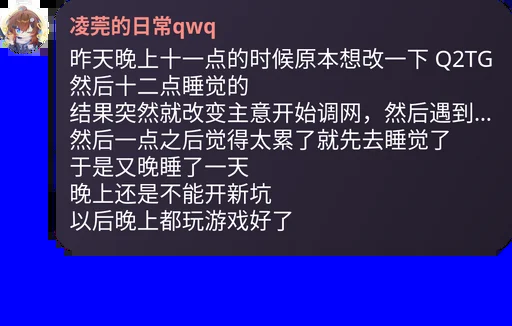 凌莞的日常qwq
昨天晚上十一点的时候原本想改一下 Q2TG
然后十二点睡觉的
结果突然就改变主意开始调网，然后遇到...
然后一点之后觉得太累了就先去睡觉了
于是又晚睡了一天
晚上还是不能开新坑
以后晚上都玩游戏好了